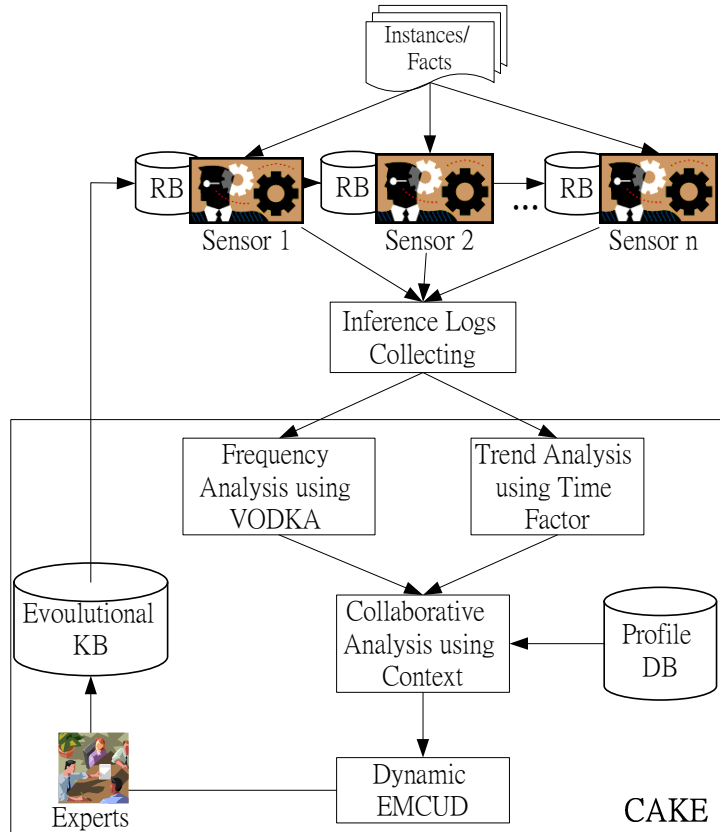 Instances/
Facts
RB
RB
RB
...
Sensor 1
Sensor 2
Sensor n
Inference Logs
Collecting
Frequency
Analysis using
VODKA
Trend Analysis
using Time
Factor
Evoulutional
KB
Collaborative
Analysis using
Context
Profile
DB
Dynamic
EMCUD
Experts
CAKE